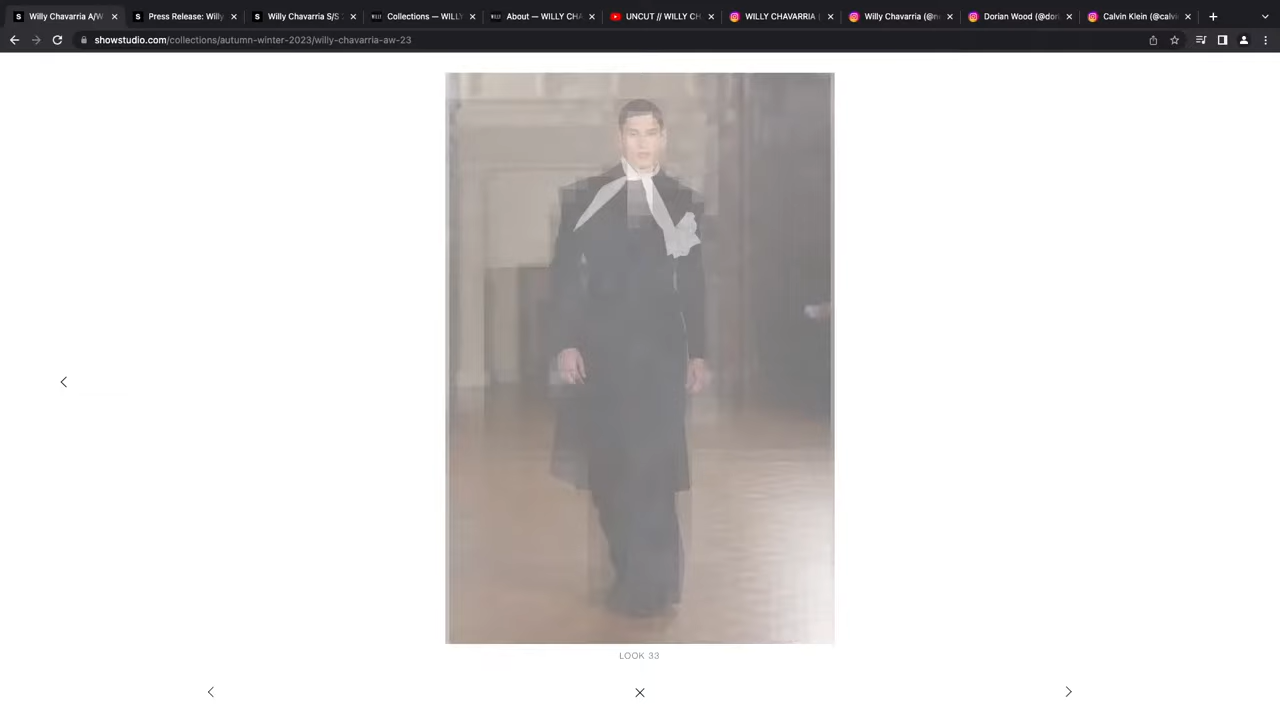 Willy Chavarria A/W
Press Release: Willy
Willy Chavarria S/S
Collections — WILLY
About — WILLY CHA
UNCUT // WILLY CH
WILLY CHAVARRIA
Willy Chavarria (@
Dorian Wood (@dor
Calvin Klein (@calv
showstudio.com/collections/autumn-winter-2023/willy-chavarria-aw-23
LOOK 33